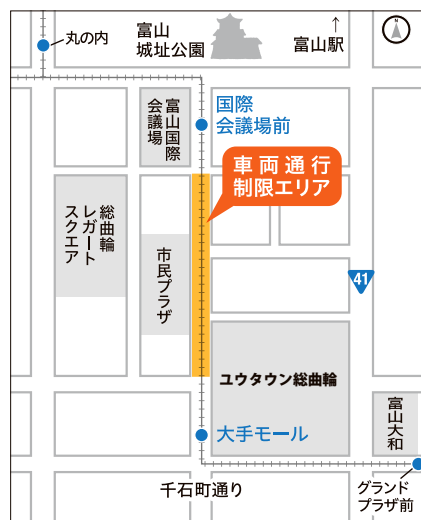 丸の内
富山
城址公園
↑
富山駅
N
富山国際
会議場
国際
会議場前
車両通行
制限エリア
総曲輪
レガート
スクエア
市民プラザ
41
ユウタウン総曲輪
大手モール
富山大和
千石町通り
グランド
プラザ前